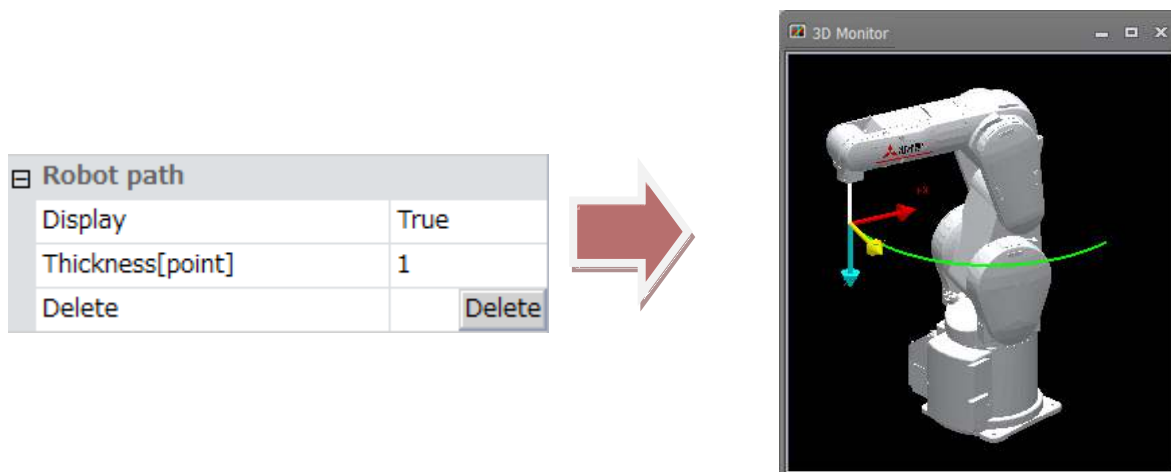 Robot path
Display True
Thickness[point] 1
Delete Delete
3D Monitor